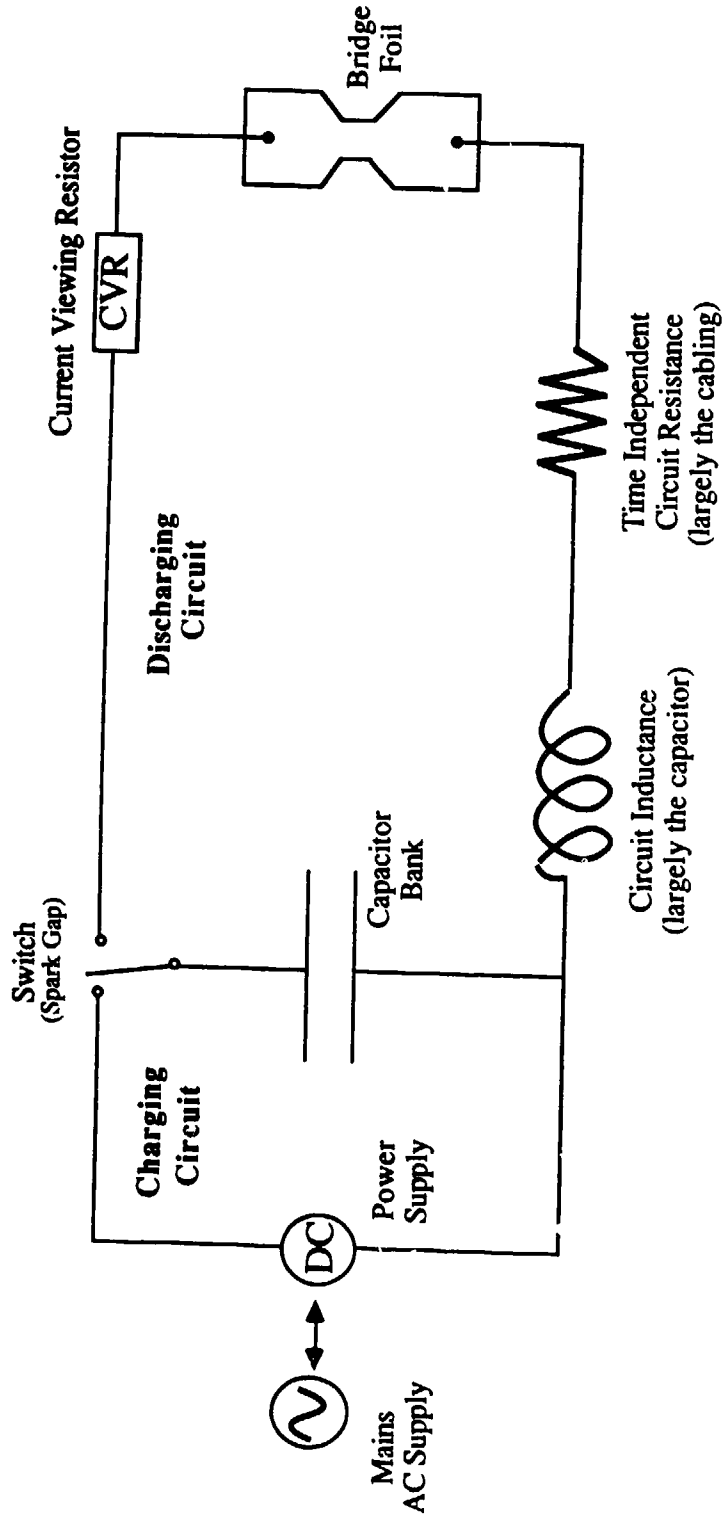 Switch
(Spark Gap)
Current Viewing Resistor
CVR
Charging
Circuit
Discharging
Circuit
Bridge
Foil
Mains
AC Supply
DC
Power
Supply
Capacitor
Bank
Circuit Inductance
(largely the capacitor)
Time Independent
Circuit Resistance
(largely the cabling)